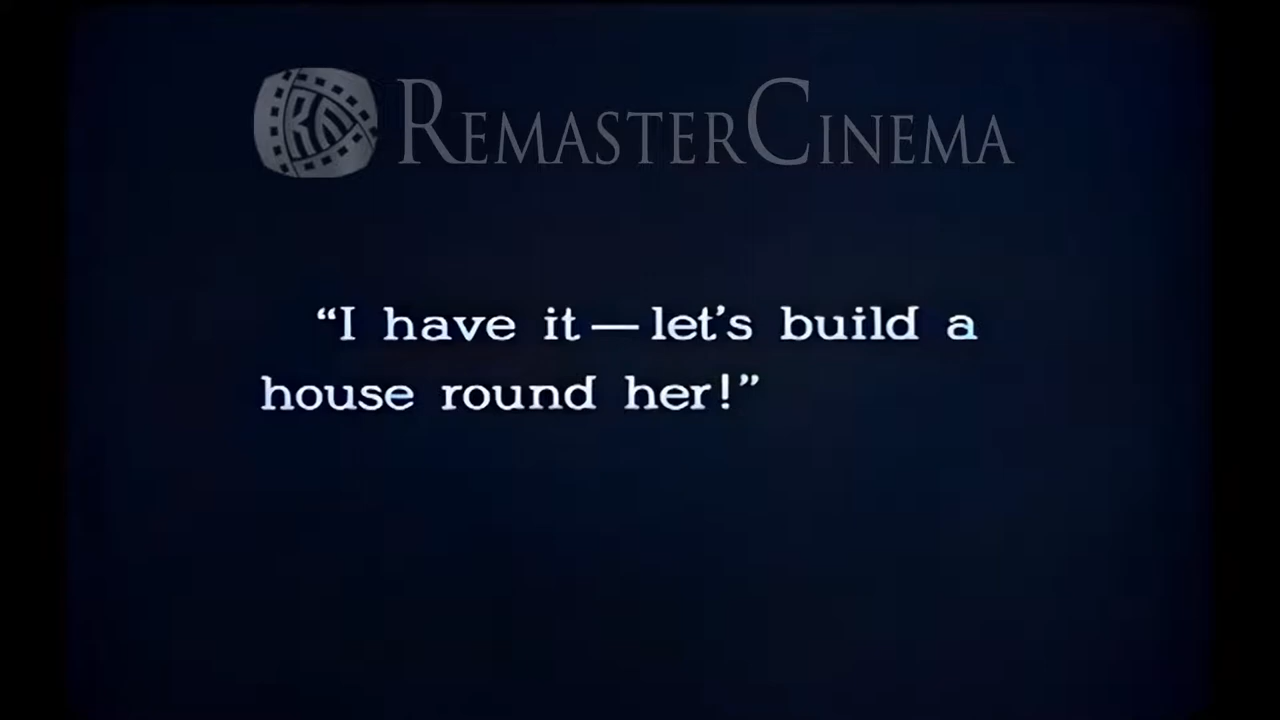 RemasterCinema
“I have it—let’s build a
house round her!”